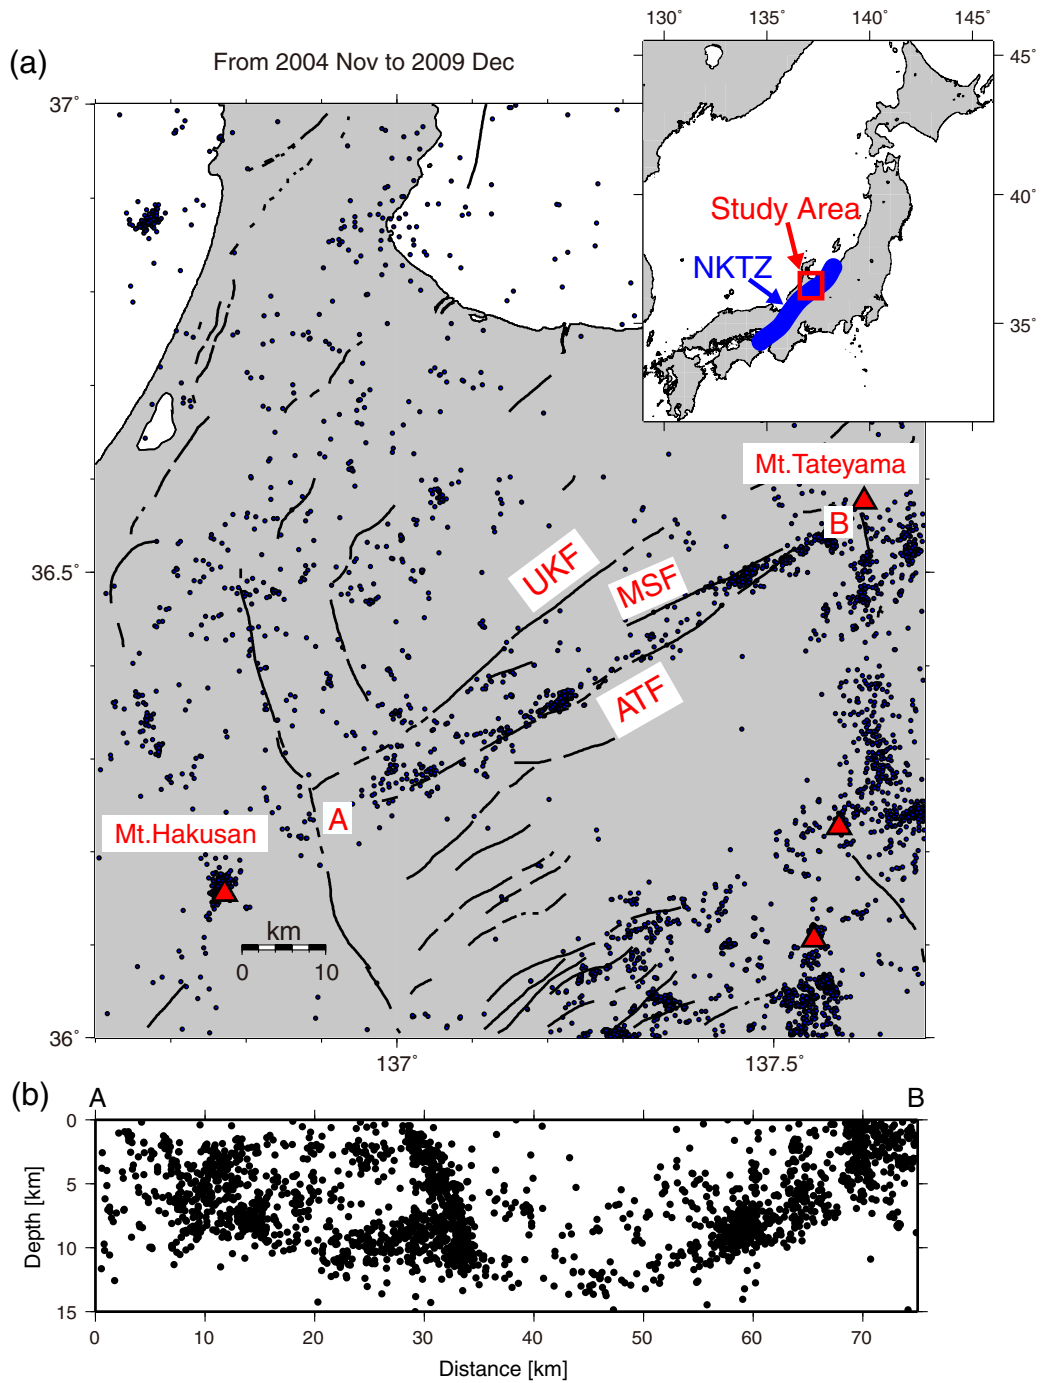 (a)
From 2004 Nov to 2009 Dec
130˚ 135˚ 140˚ 145˚
45˚
40˚
35˚
Study Area
NKTZ
37˚
36.5˚
36˚
Mt.Tateyama
B
UKF
MSF
ATF
A
Mt.Hakusan
km
0 10
137˚ 137.5˚
(b)
A B
0
5
10
15
Depth [km]
0 10 20 30 40 50 60 70
Distance [km]